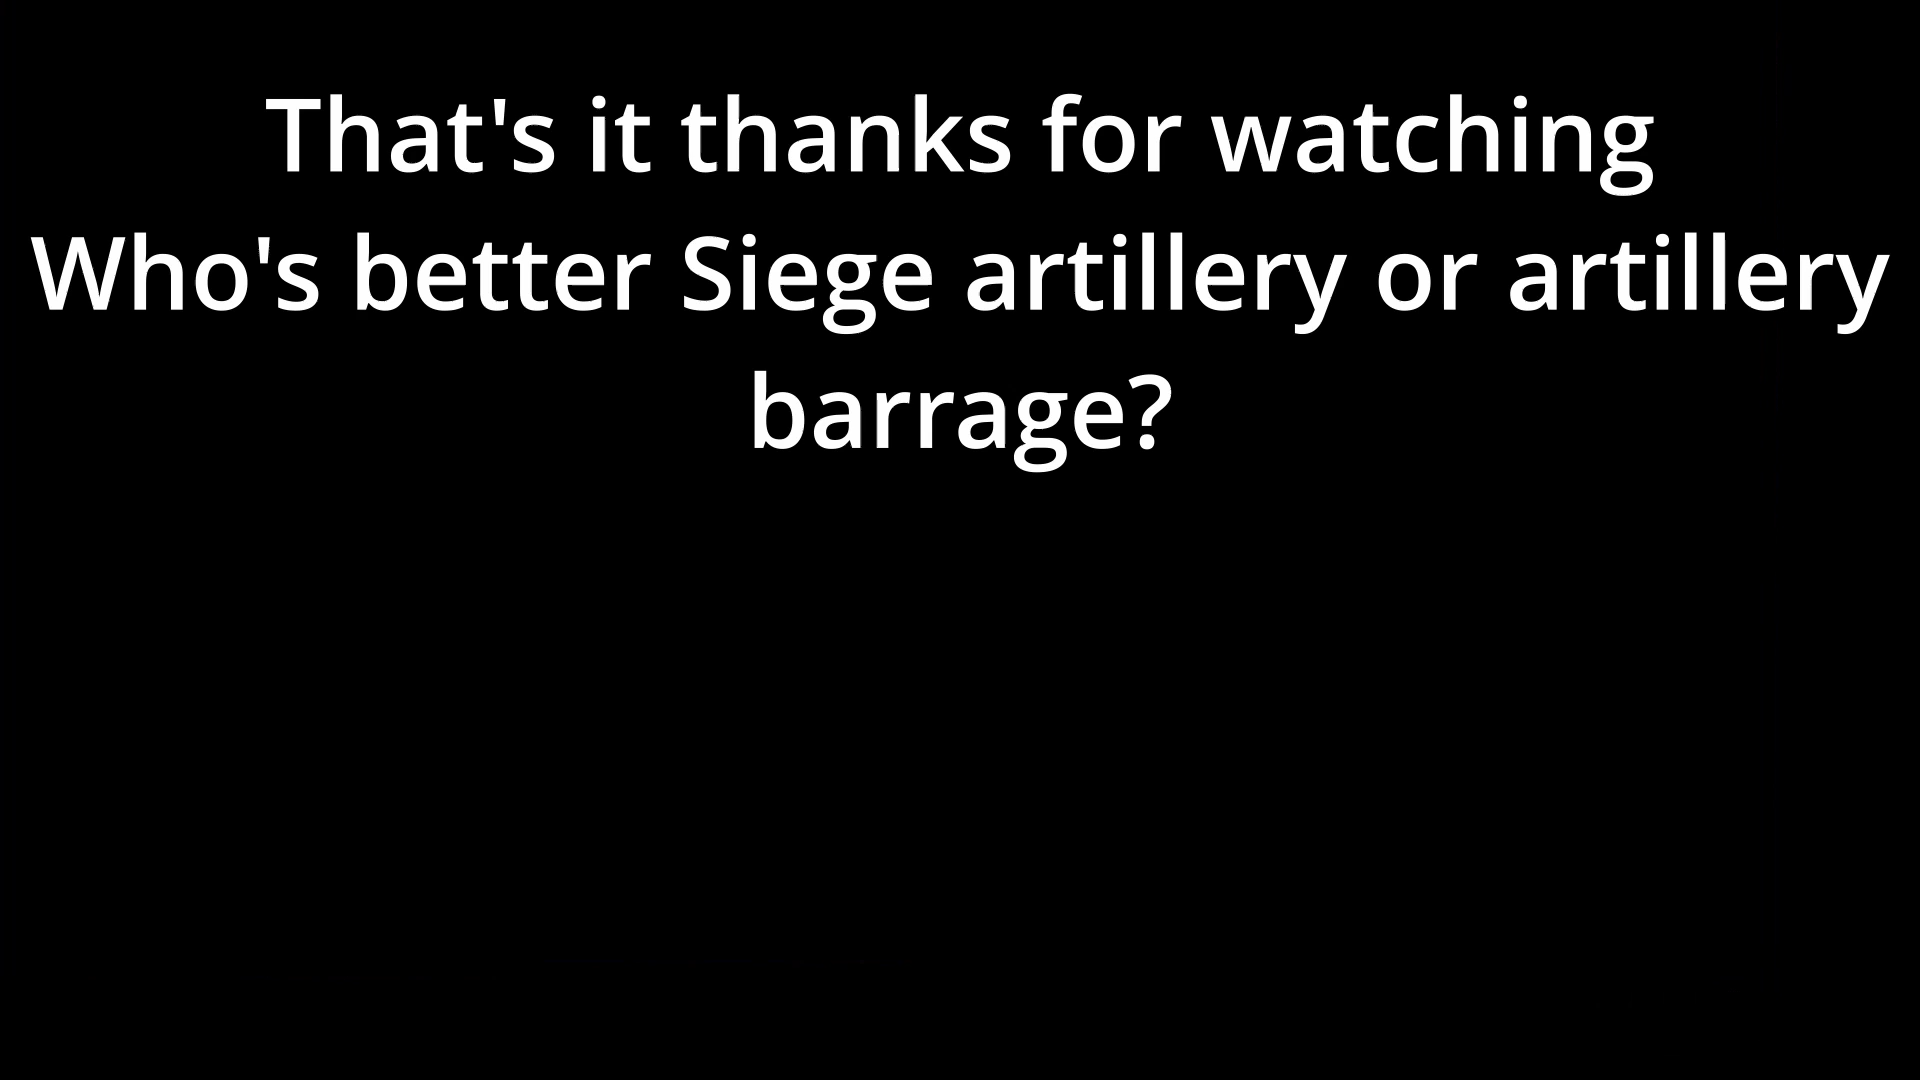 That's it thanks for watching
Who's better Siege artillery or artillery
barrage?